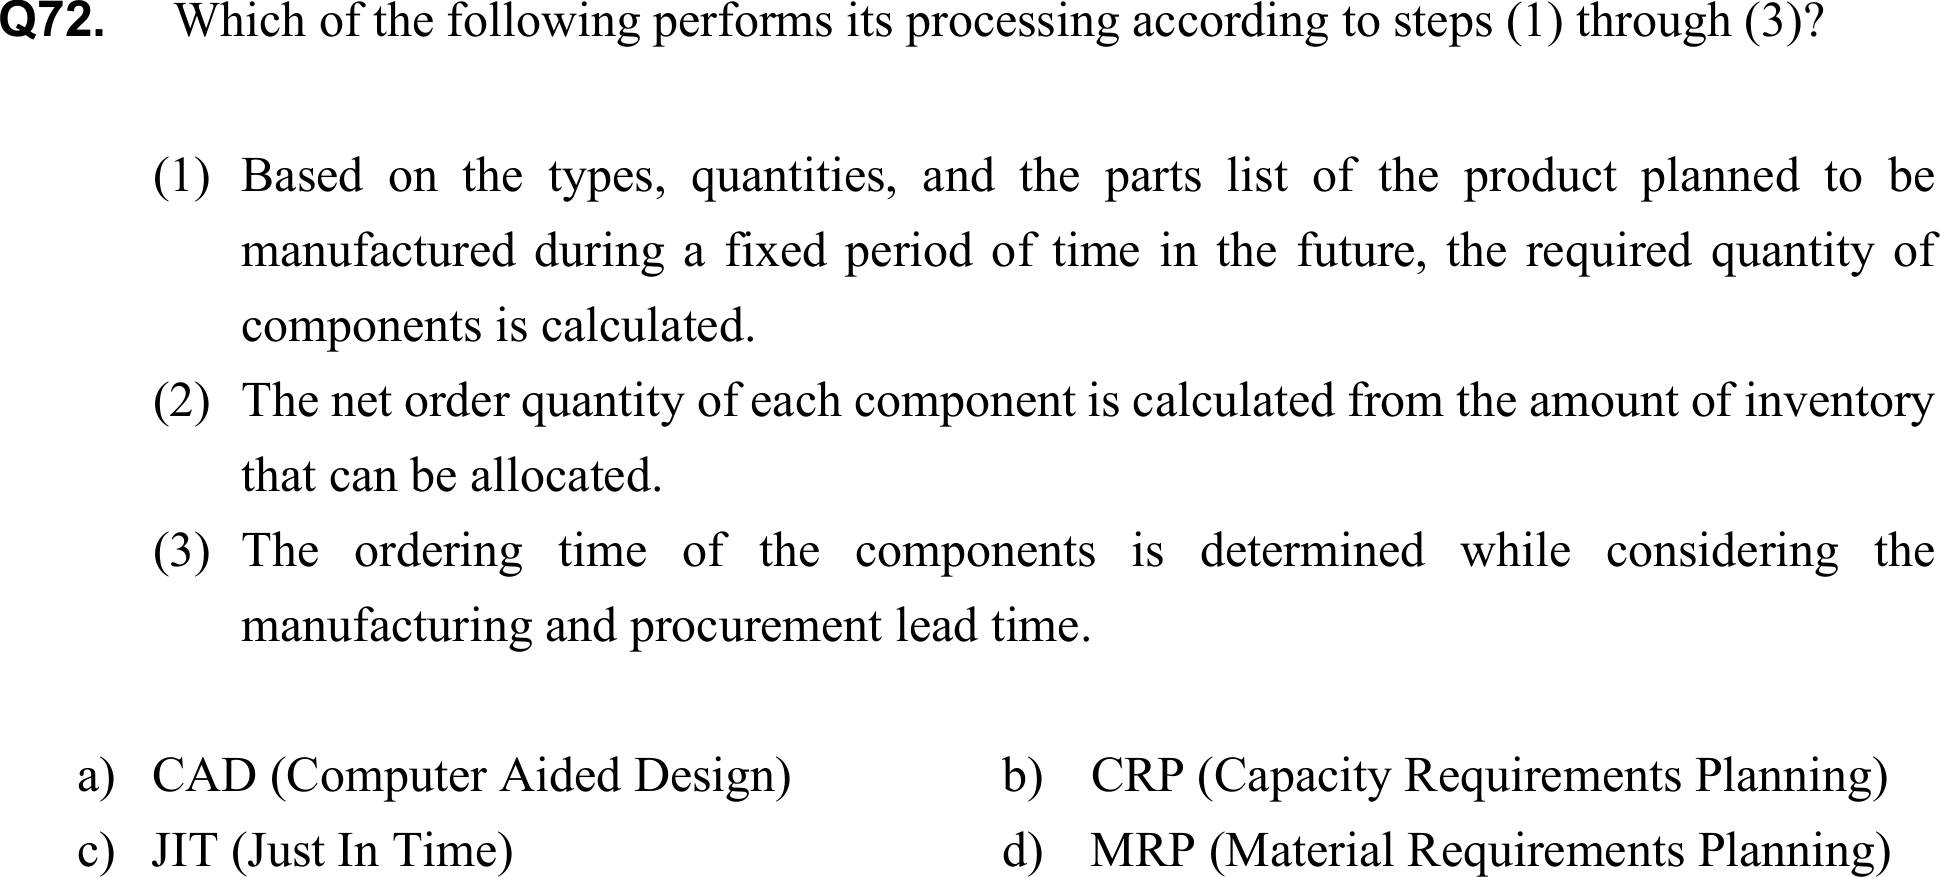 Q72. Which of the following performs its processing according to steps (1) through (3)?
(1) Based on the types, quantities, and the parts list of the product planned to be
manufactured during a fixed period of time in the future, the required quantity of
components is calculated.
(2) The net order quantity of each component is calculated from the amount of inventory
that can be allocated.
(3) The ordering time of the components is determined while considering the
manufacturing and procurement lead time.
a) CAD (Computer Aided Design) b) CRP (Capacity Requirements Planning)
c) JIT (Just In Time) d) MRP (Material Requirements Planning)